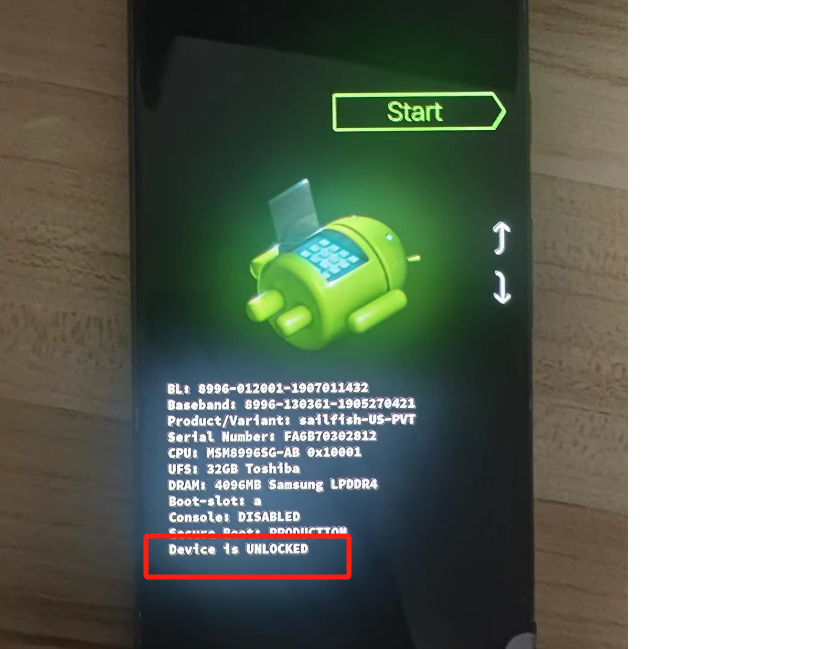 Start
BL: 8996-012001-1907011432
Baseband: 8996-130361-1905270421
Product/Variant: sailfish-US-PVT
Serial Number: FA6B70302812
CPU: MSM8996SG-AB 0x10001
UFS: 32GB Toshiba
DRAM: 4096MB Samsung LPDDR4
Boot-slot: a
Console: DISABLED
Secure Boot: PRODUCTION
Device is UNLOCKED